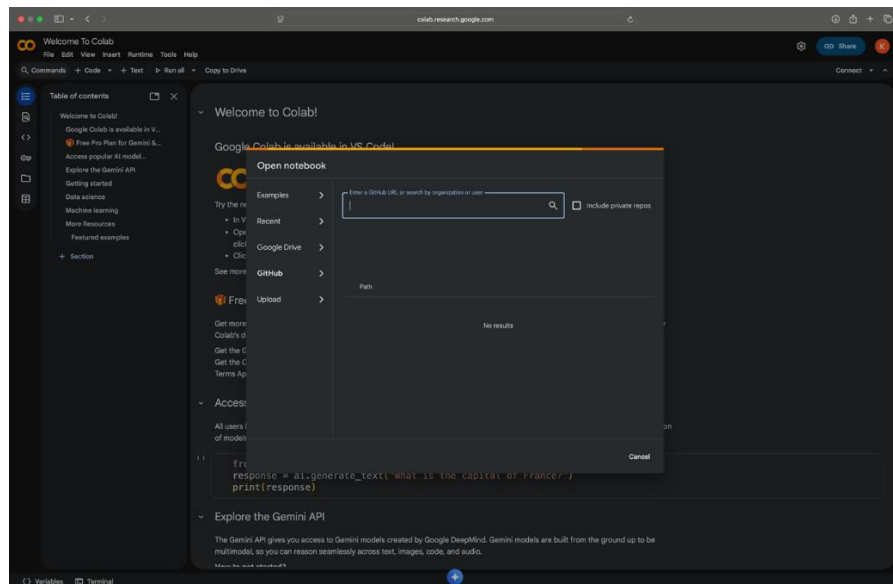 colab.research.google.com
Welcome To Colab
File Edit View Insert Runtime Tools Help
Share
K
Commands + Code + Text Run all Copy to Drive
Connect
Table of contents
Welcome to Colab!
Google Colab is available in V...
Free Pro Plan for Gemini &...
Access popular AI model...
Explore the Gemini API
Getting started
Data science
Machine learning
More Resources
Featured examples
+ Section
Welcome to Colab!
Google Colab is available in VS Code!
Try the n
In V
Ope
clic
Clic
See more
Free
Get more
Colab's d
Get the G
Get the C
Terms Ap
Access
All users
of model
on
Open notebook
Examples
Recent
Google Drive
GitHub
Upload
Enter a GitHub URL or search by organization or user
Include private repos
Path
No results
Cancel
fro
response = ai.generate_text("What is the capital of France?")
print(response)
Explore the Gemini API
The Gemini API gives you access to Gemini models created by Google DeepMind. Gemini models are built from the ground up to be
multimodal, so you can reason seamlessly across text, images, code, and audio.
How to get started?
Variables Terminal